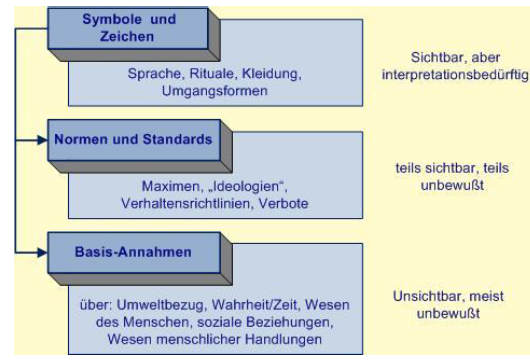 Symbole und
Zeichen
Sprache, Rituale, Kleidung,
Umgangsformen
Sichtbar, aber
interpretationsbedürftig
Normen und Standards
Maximen, „Ideologien“,
Verhaltensrichtlinien, Verbote
teils sichtbar, teils
unbewußt
Basis-Annahmen
über: Umweltbezug, Wahrheit/Zeit, Wesen
des Menschen, soziale Beziehungen,
Wesen menschlicher Handlungen
Unsichtbar, meist
unbewußt